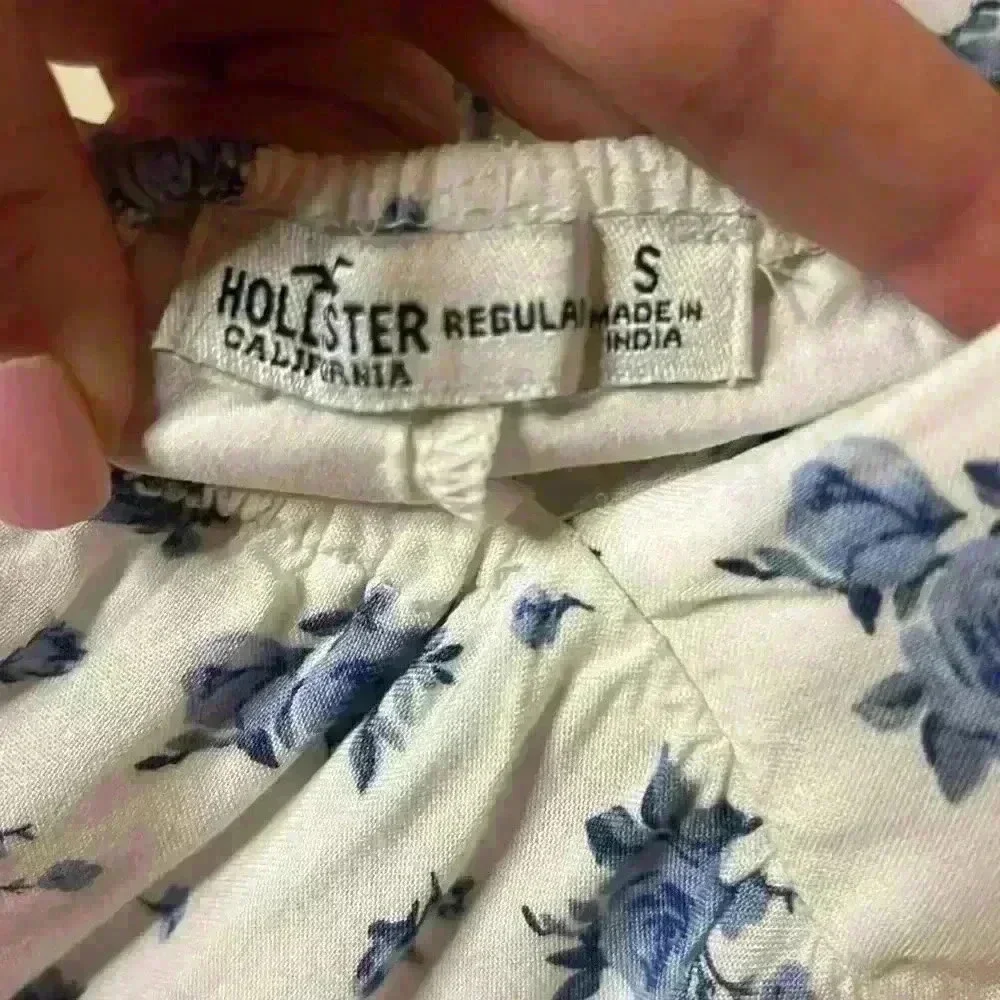 HOLLISTER
CALIFORNIA
REGULA
S
MADE IN
INDIA